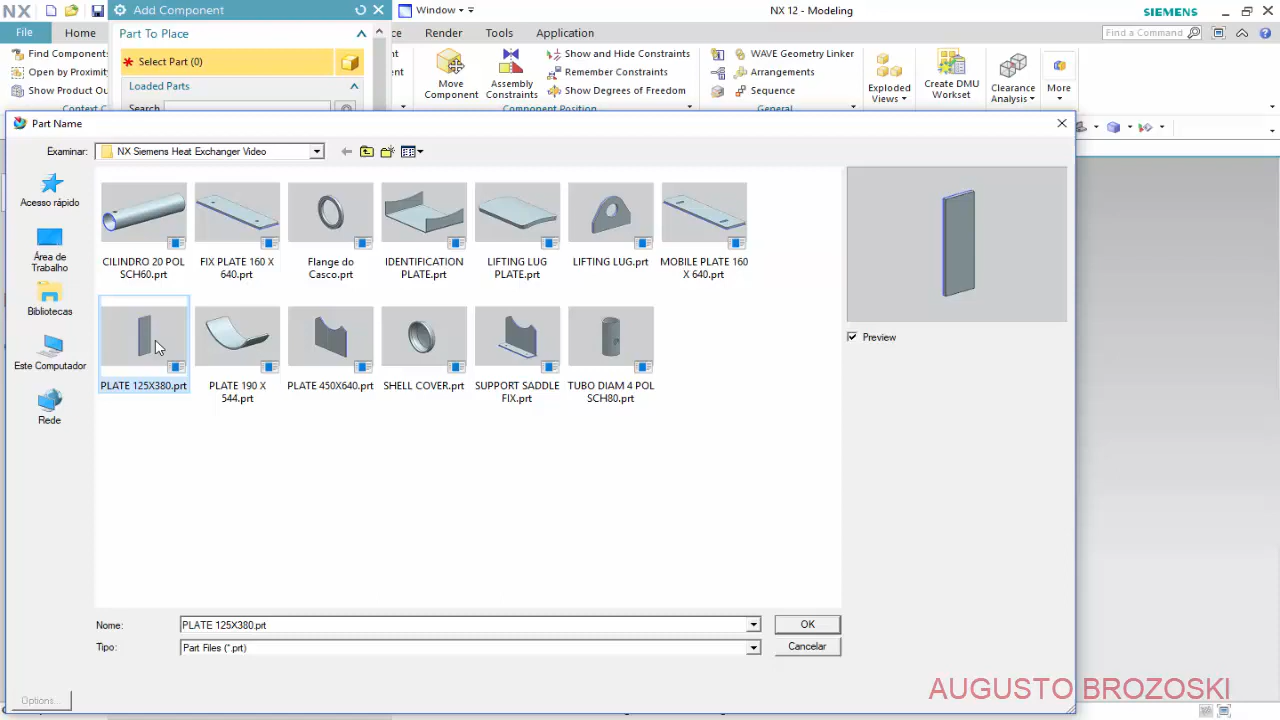 NX
Add Component
Window
NX 12 - Modeling
SIEMENS
File
Home
Part To Place
Render
Tools
Application
Find a Command
Find Component
Select Part (0)
Show and Hide Constraints
WAVE Geometry Linker
Open by Proximity
Loaded Parts
Move
Component
Assembly
Constraints
Remember Constraints
Arrangements
Create DMU
Workset
Exploded
Views
Clearance
Analysis
More
Show Product Ou
Search
Show Degrees of Freedom
Sequence
Component Position
General
Part Name
Examinar:
NX Siemens Heat Exchanger Video
Acesso rápido
Área de
Trabalho
Bibliotecas
Este Computador
Rede
CILINDRO 20 POL
SCH60.prt
FIX PLATE 160 X
640.prt
Flange do
Casco.prt
IDENTIFICATION
PLATE.prt
LIFTING LUG
PLATE.prt
LIFTING LUG.prt
MOBILE PLATE 160
X 640.prt
PLATE 125X380.prt
PLATE 190 X
544.prt
PLATE 450X640.prt
SHELL COVER.prt
SUPPORT SADDLE
FIX.prt
TUBO DIAM 4 POL
SCH80.prt
Preview
Nome:
PLATE 125X380.prt
OK
Tipo:
Part Files (*.prt)
Cancelar
Options...
AUGUSTO BROZOSKI